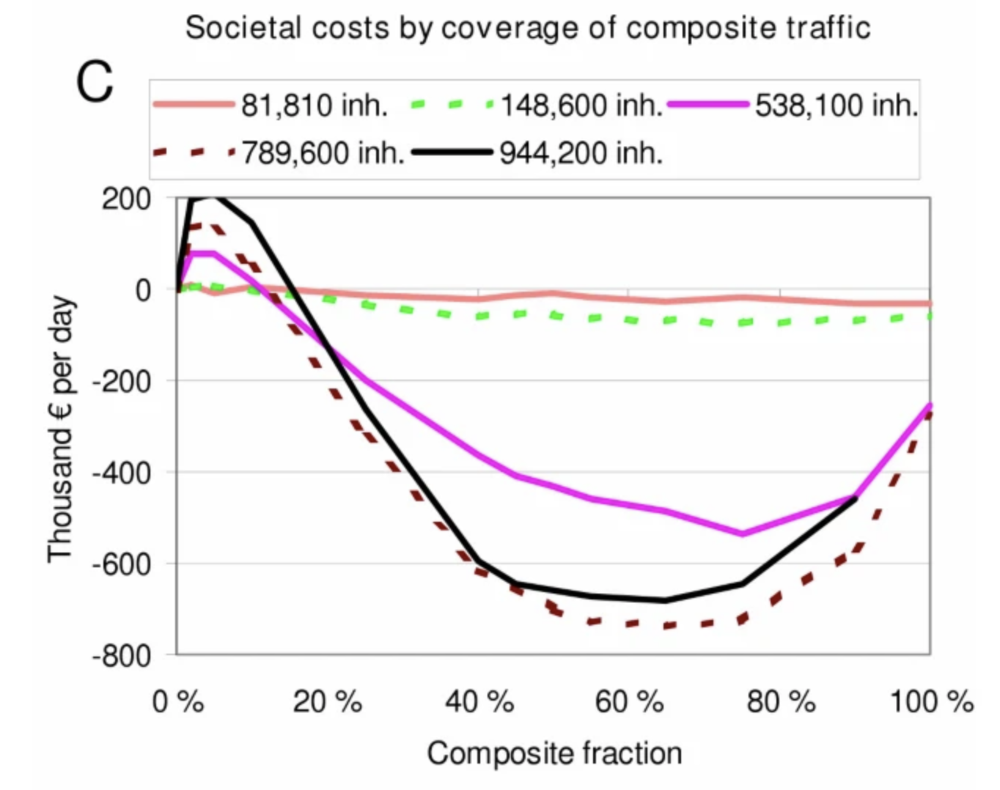 Societal costs by coverage of composite traffic
C
81,810 inh. 148,600 inh. 538,100 inh.
789,600 inh. 944,200 inh.
200
0
-200
-400
-600
-800
Thousand € per day
0 % 20 % 40 % 60 % 80 % 100 %
Composite fraction